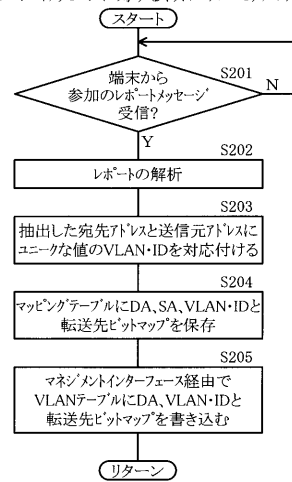 スタート
端末から
参加のレポートメッセージ
受信?
S201
N
Y
S202
レポートの解析
S203
抽出した宛先アドレスと送信元アドレスに
ユニークな値のVLAN・IDを対応付ける
S204
マッピングテーブルにDA、SA、VLAN・IDと
転送先ビットマップを保存
S205
マネジメントインターフェース経由で
VLANテーブルにDA、VLAN・IDと
転送先ビットマップを書き込む
リターン